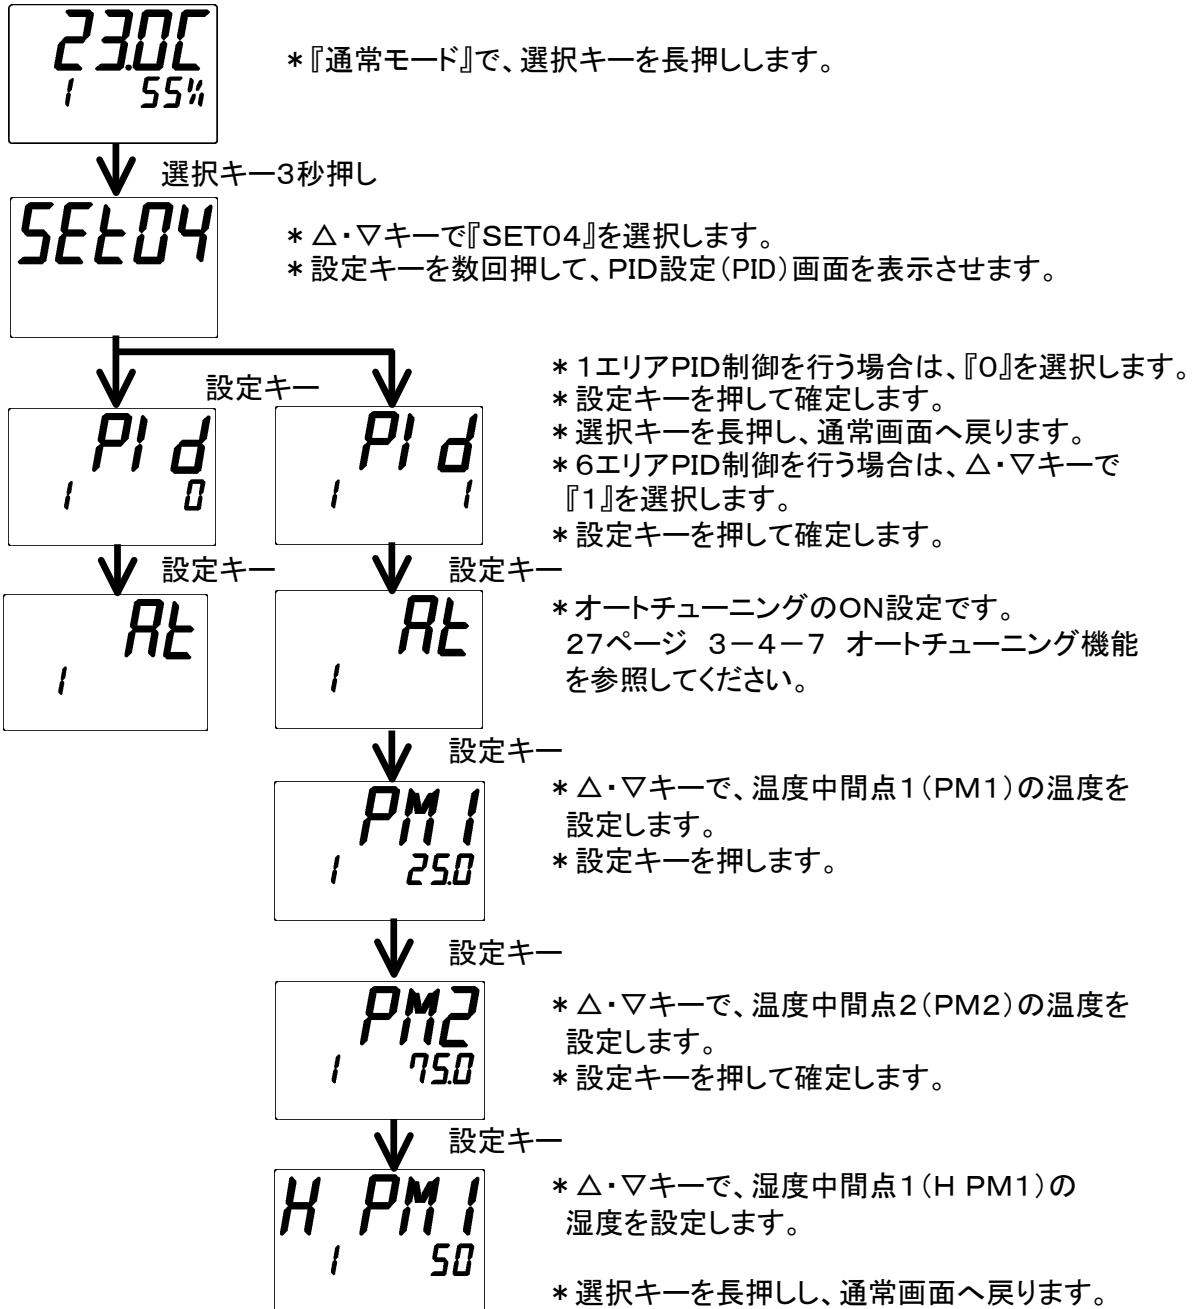 23.0C
1 55%
＊『通常モード』で、選択キーを長押しします。
選択キー3秒押し
SEt04
＊△・▽キーで『SET04』を選択します。
＊設定キーを数回押して、PID設定（PID）画面を表示させます。
設定キー
PId
1 0
PId
1 1
＊1エリアPID制御を行う場合は、『0』を選択します。
＊設定キーを押して確定します。
＊選択キーを長押し、通常画面へ戻ります。
＊6エリアPID制御を行う場合は、△・▽キーで
『1』を選択します。
＊設定キーを押して確定します。
設定キー
設定キー
At
1
At
1
＊オートチューニングのON設定です。
27ページ 3－4－7 オートチューニング機能
を参照してください。
設定キー
PM1
1 25.0
＊△・▽キーで、温度中間点1（PM1）の温度を
設定します。
＊設定キーを押します。
設定キー
PM2
1 75.0
＊△・▽キーで、温度中間点2（PM2）の温度を
設定します。
＊設定キーを押して確定します。
設定キー
H PM1
1 50
＊△・▽キーで、湿度中間点1（H PM1）の
湿度を設定します。
＊選択キーを長押しし、通常画面へ戻ります。